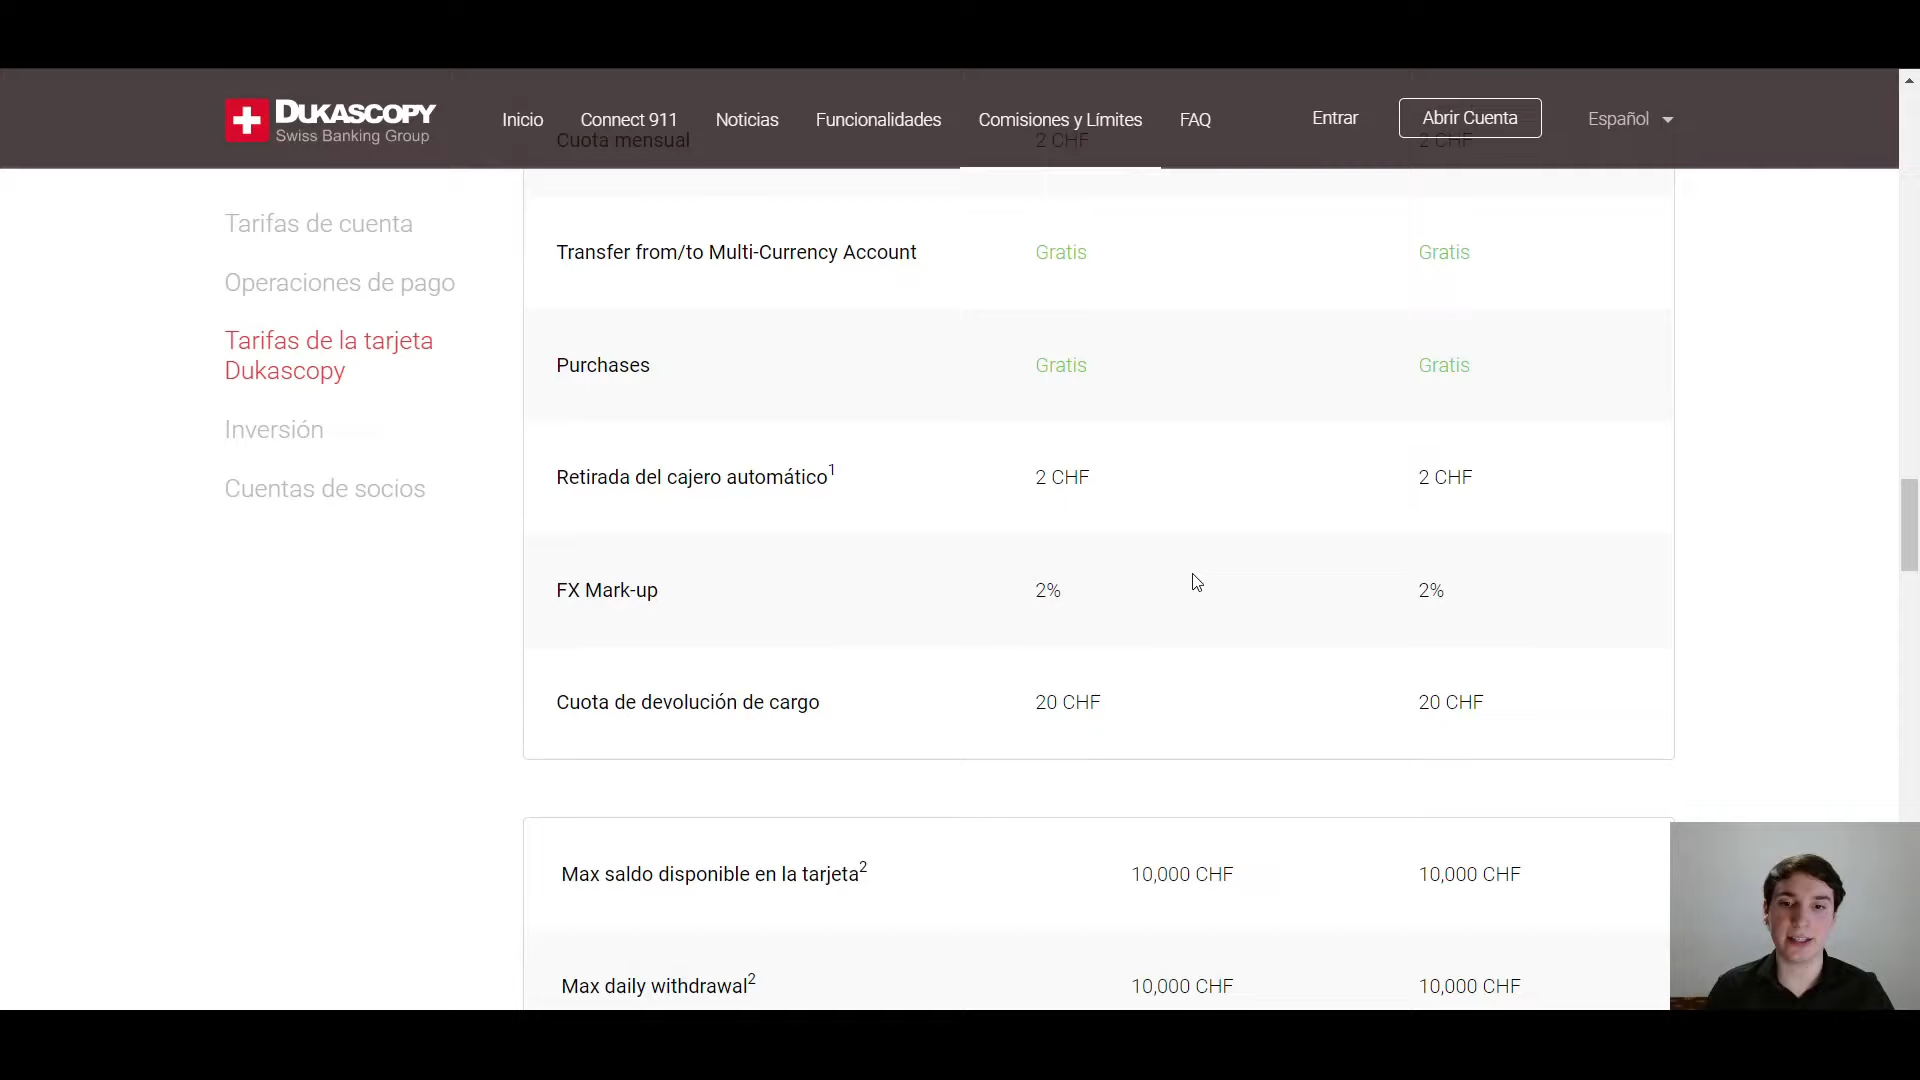 DUKASCOPY
Swiss Banking Group
Inicio Connect 911 Noticias Funcionalidades Comisiones y Límites FAQ Entrar Abrir Cuenta Español
Cuota mensual 2 CHF 2 CHF
Tarifas de cuenta
Operaciones de pago
Tarifas de la tarjeta
Dukascopy
Inversión
Cuentas de socios
Transfer from/to Multi-Currency Account Gratis Gratis
Purchases Gratis Gratis
Retirada del cajero automático1 2 CHF 2 CHF
FX Mark-up 2% 2%
Cuota de devolución de cargo 20 CHF 20 CHF
Max saldo disponible en la tarjeta2 10,000 CHF 10,000 CHF
Max daily withdrawal2 10,000 CHF 10,000 CHF